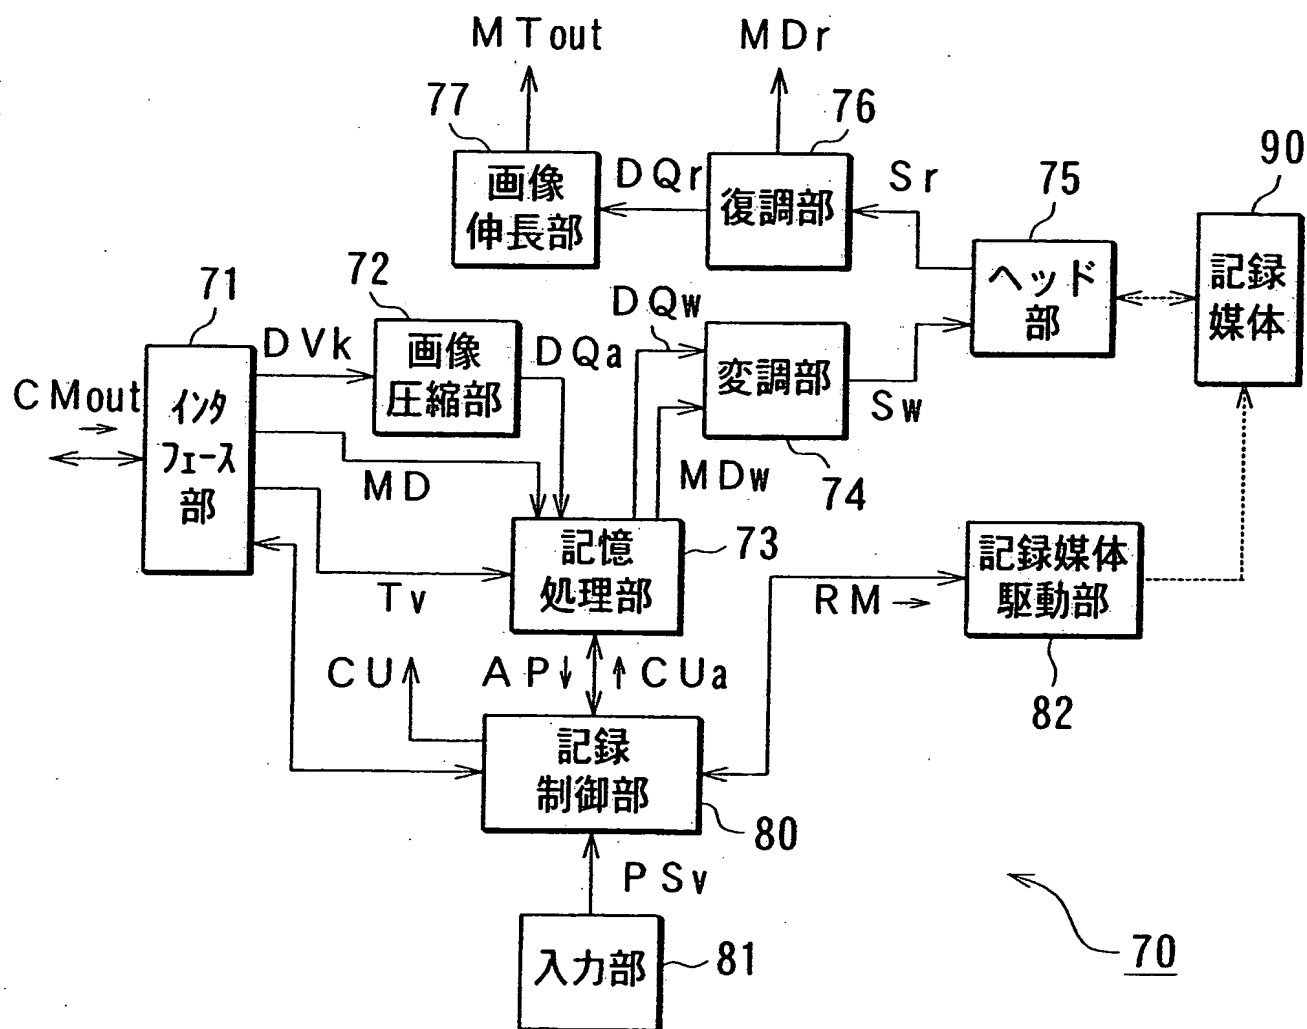 MTout
MDr
77
76
90
画像
伸長部
DQr
復調部
Sr
75
記録
媒体
ヘッド
部
71
72
DQw
DVk
画像
圧縮部
DQa
変調部
Sw
CMout
→
インタ
フェース
部
MD
MDw
74
記憶
処理部
73
記録媒体
駆動部
Tv
RM→
CU
AP↓
↑CUa
82
記録
制御部
80
PSv
入力部
81
70